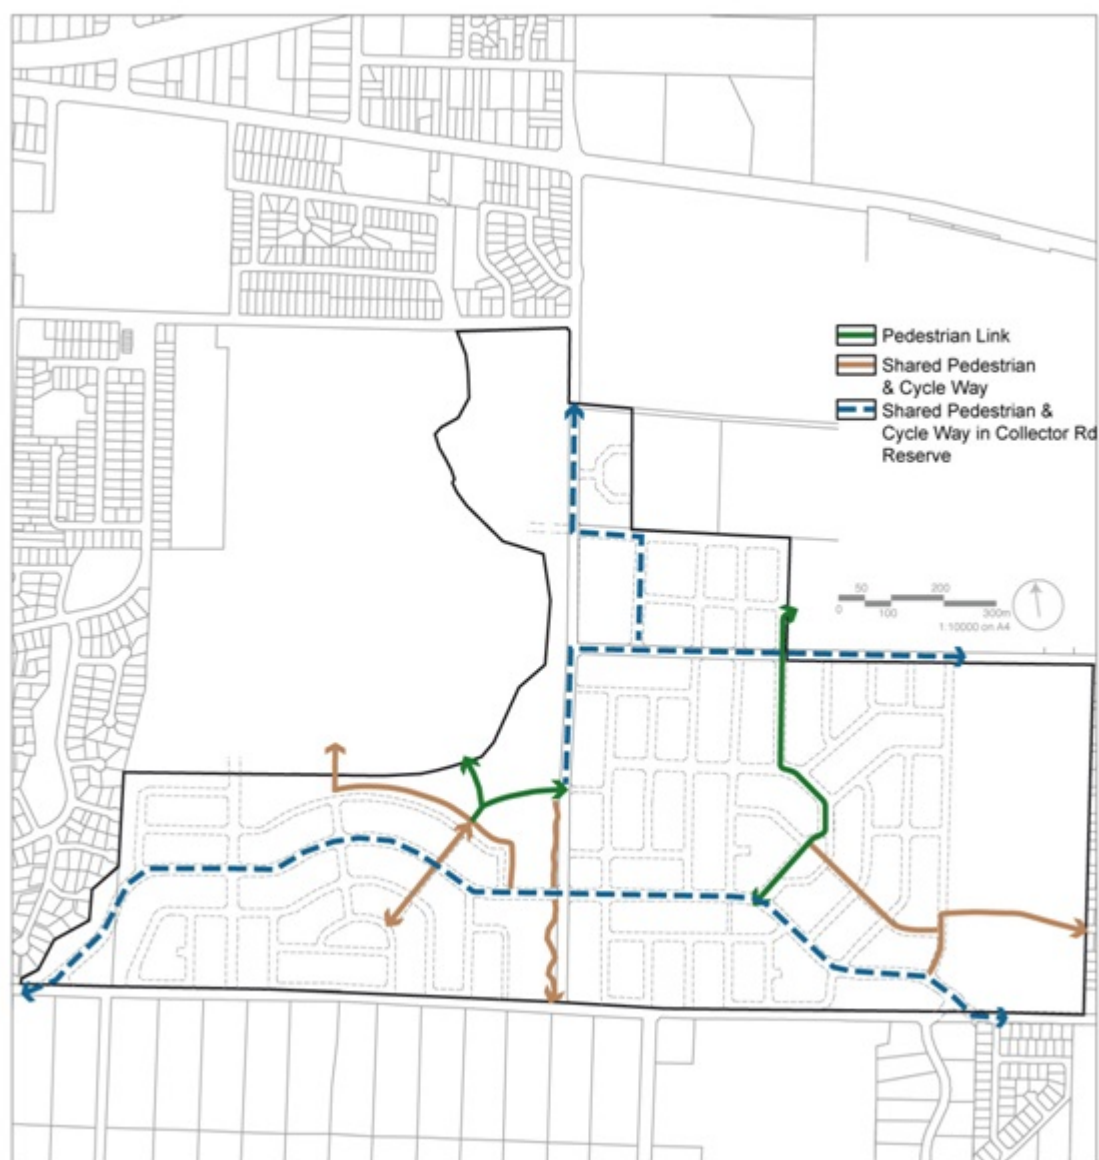 Pedestrian Link
Shared Pedestrian
& Cycle Way
Shared Pedestrian &
Cycle Way in Collector Rd
Reserve
50 200
0 100 300m
1:10000 on A4